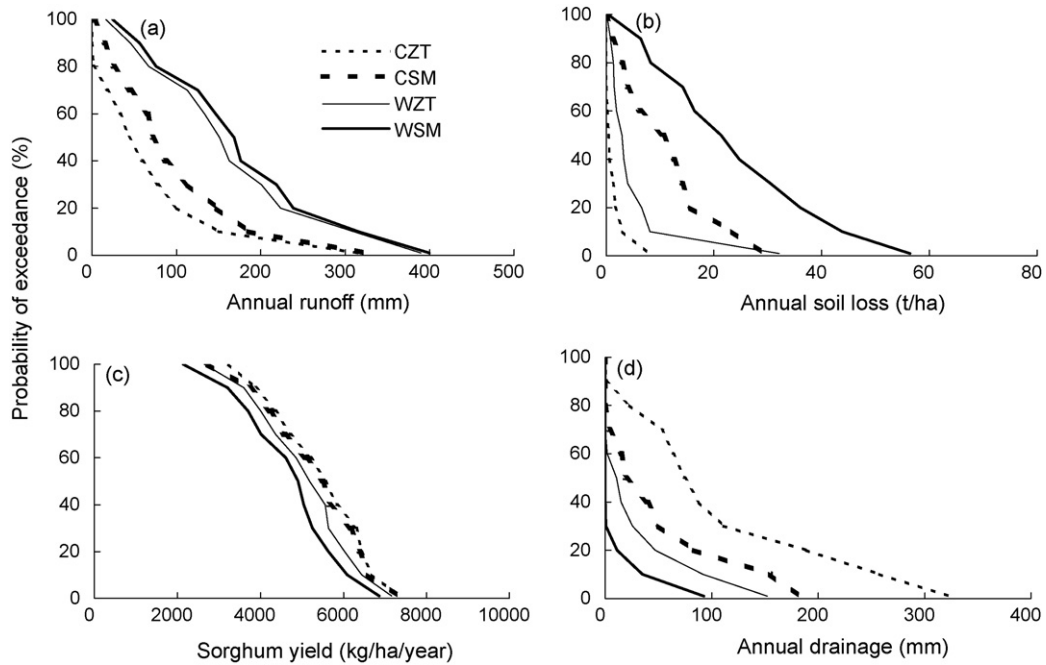 Probability of exceedance (%)
(a)
100
80
60
40
20
0
0 100 200 300 400 500
Annual runoff (mm)
CZT
CSM
WZT
WSM
(b)
100
80
60
40
20
0
0 20 40 60 80
Annual soil loss (t/ha)
(c)
100
80
60
40
20
0
0 2000 4000 6000 8000 10000
Sorghum yield (kg/ha/year)
(d)
100
80
60
40
20
0
0 100 200 300 400
Annual drainage (mm)